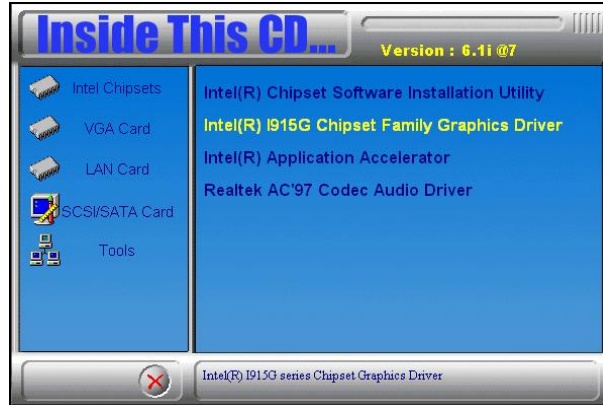 Inside This CD...
Version : 6.1i @7
Intel Chipsets
VGA Card
LAN Card
SCSI/SATA Card
Tools
Intel(R) Chipset Software Installation Utility
Intel(R) I915G Chipset Family Graphics Driver
Intel(R) Application Accelerator
Realtek AC'97 Codec Audio Driver
Intel(R) I915G series Chipset Graphics Driver